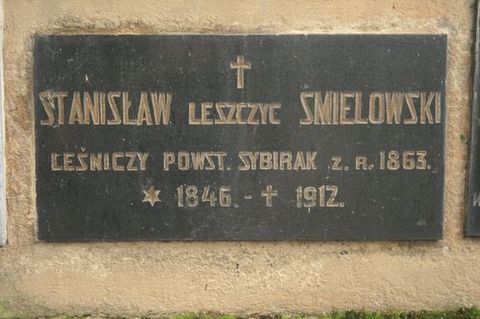 STANISŁAW LESZCZYC SMIELOWSKI
LEŚNICZY POWST. SYBIRAK Z. R. 1863.
1846. - 1912.